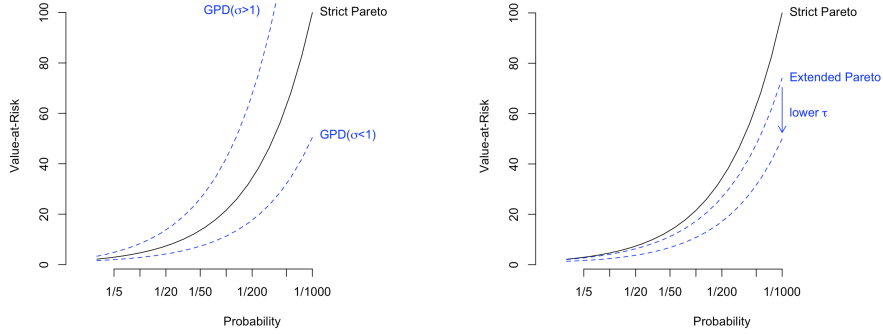 GPD(σ>1)
Strict Pareto
GPD(σ<1)
Value-at-Risk
100
80
60
40
20
0
1/5
1/20
1/50
1/200
1/1000
Probability
Strict Pareto
Extended Pareto
lower τ
Value-at-Risk
100
80
60
40
20
0
1/5
1/20
1/50
1/200
1/1000
Probability